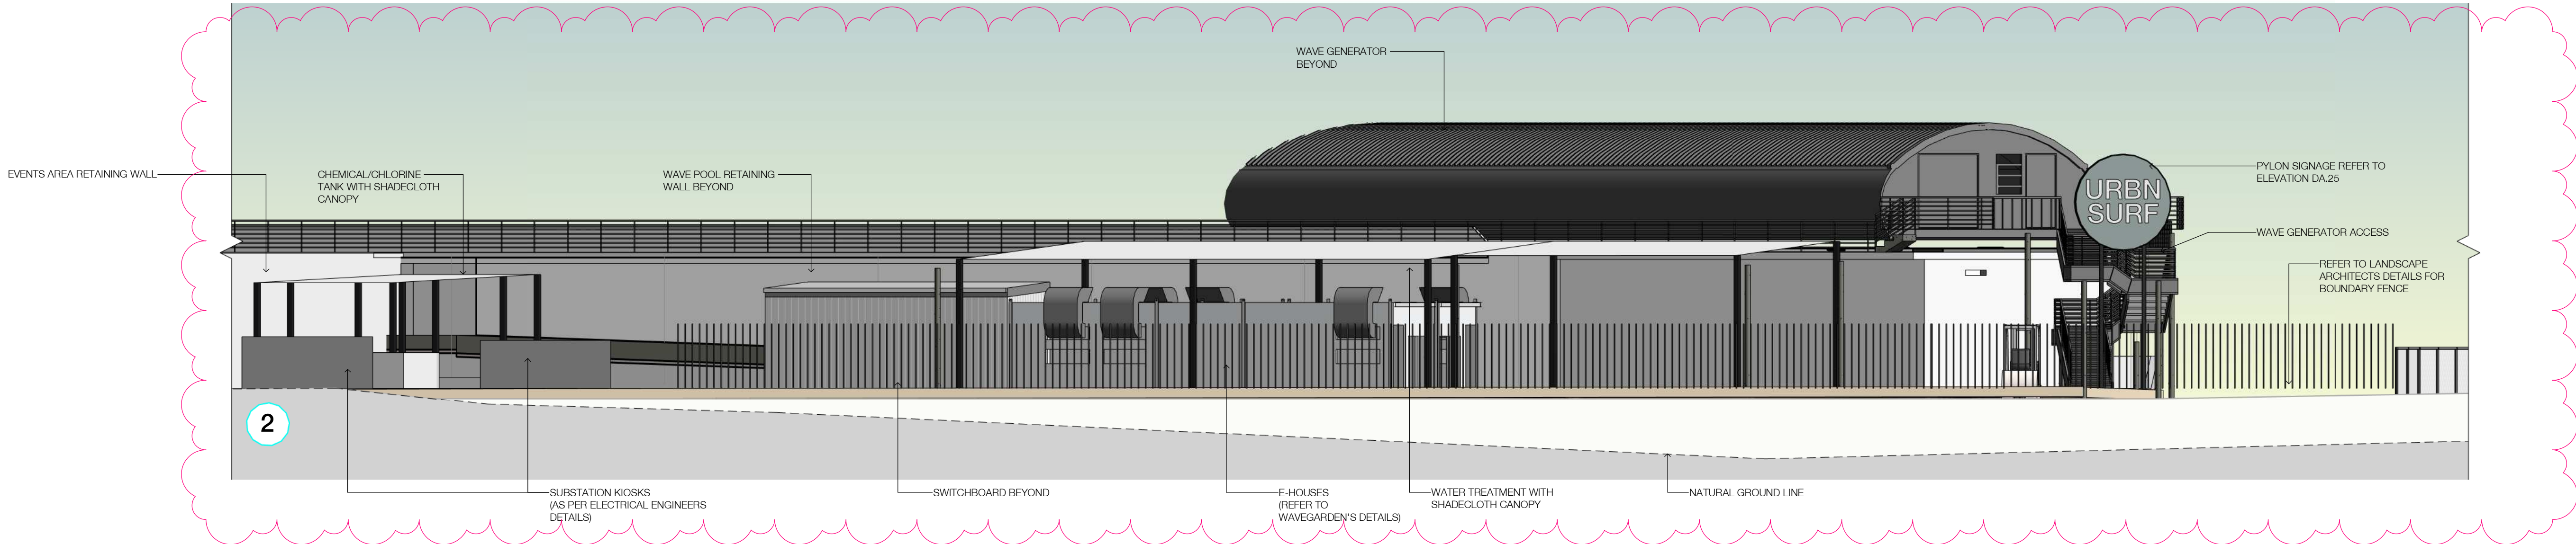 WAVE GENERATOR
BEYOND
EVENTS AREA RETAINING WALL
CHEMICAL/CHLORINE
TANK WITH SHADECLOTH
CANOPY
WAVE POOL RETAINING
WALL BEYOND
URBN
SURF
PYLON SIGNAGE REFER TO
ELEVATION DA.25
WAVE GENERATOR ACCESS
REFER TO LANDSCAPE
ARCHITECTS DETAILS FOR
BOUNDARY FENCE
2
SUBSTATION KIOSKS
(AS PER ELECTRICAL ENGINEERS
DETAILS)
SWITCHBOARD BEYOND
E-HOUSES
(REFER TO
WAVEGARDEN'S DETAILS)
WATER TREATMENT WITH
SHADECLOTH CANOPY
NATURAL GROUND LINE